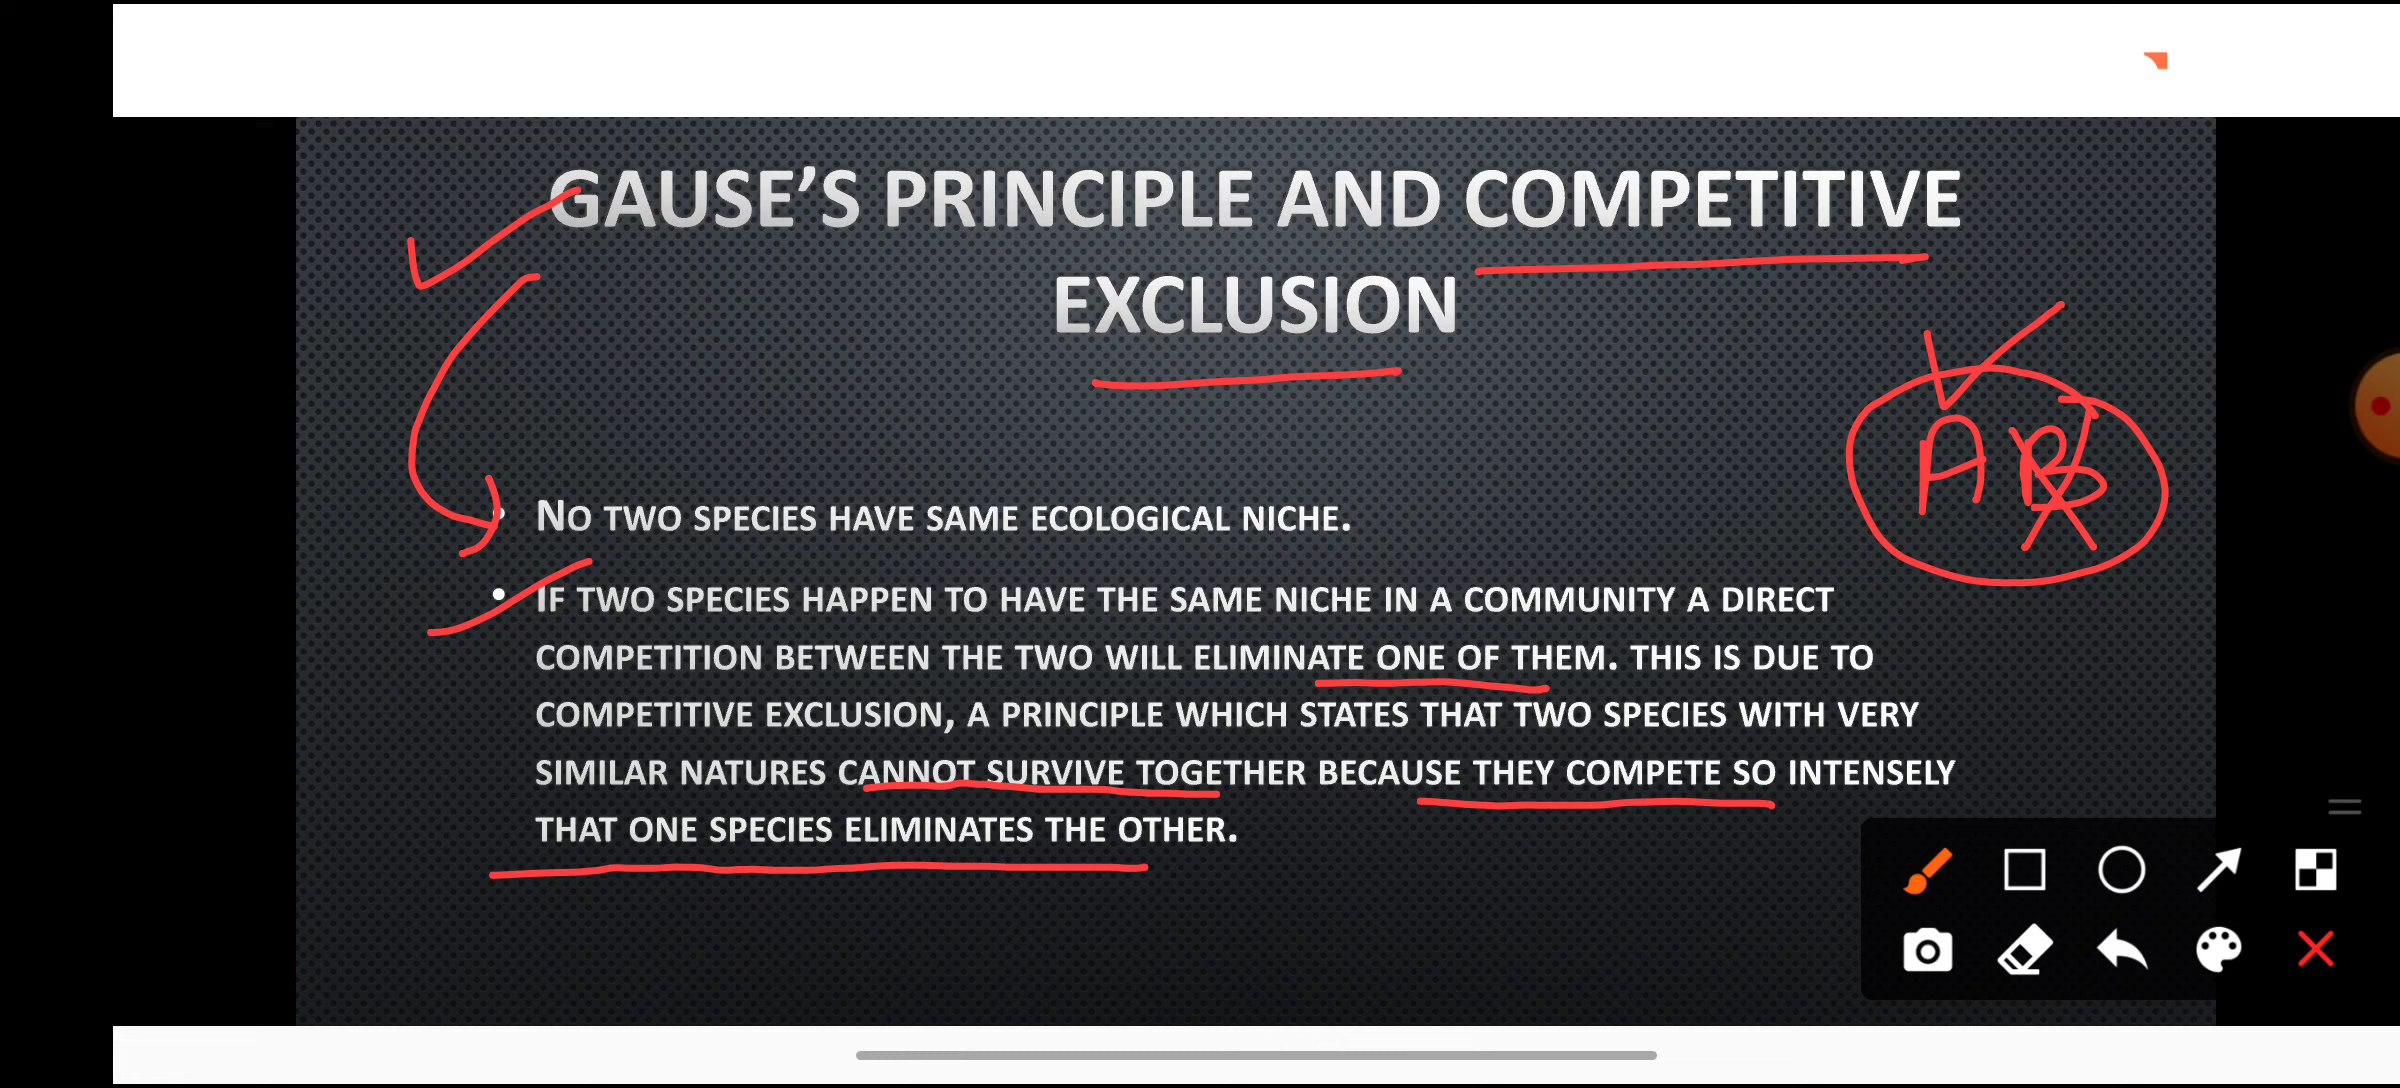 GAUSE'S PRINCIPLE AND COMPETITIVE
EXCLUSION
A B
• NO TWO SPECIES HAVE SAME ECOLOGICAL NICHE.
• IF TWO SPECIES HAPPEN TO HAVE THE SAME NICHE IN A COMMUNITY A DIRECT
COMPETITION BETWEEN THE TWO WILL ELIMINATE ONE OF THEM. THIS IS DUE TO
COMPETITIVE EXCLUSION, A PRINCIPLE WHICH STATES THAT TWO SPECIES WITH VERY
SIMILAR NATURES CANNOT SURVIVE TOGETHER BECAUSE THEY COMPETE SO INTENSELY
THAT ONE SPECIES ELIMINATES THE OTHER.